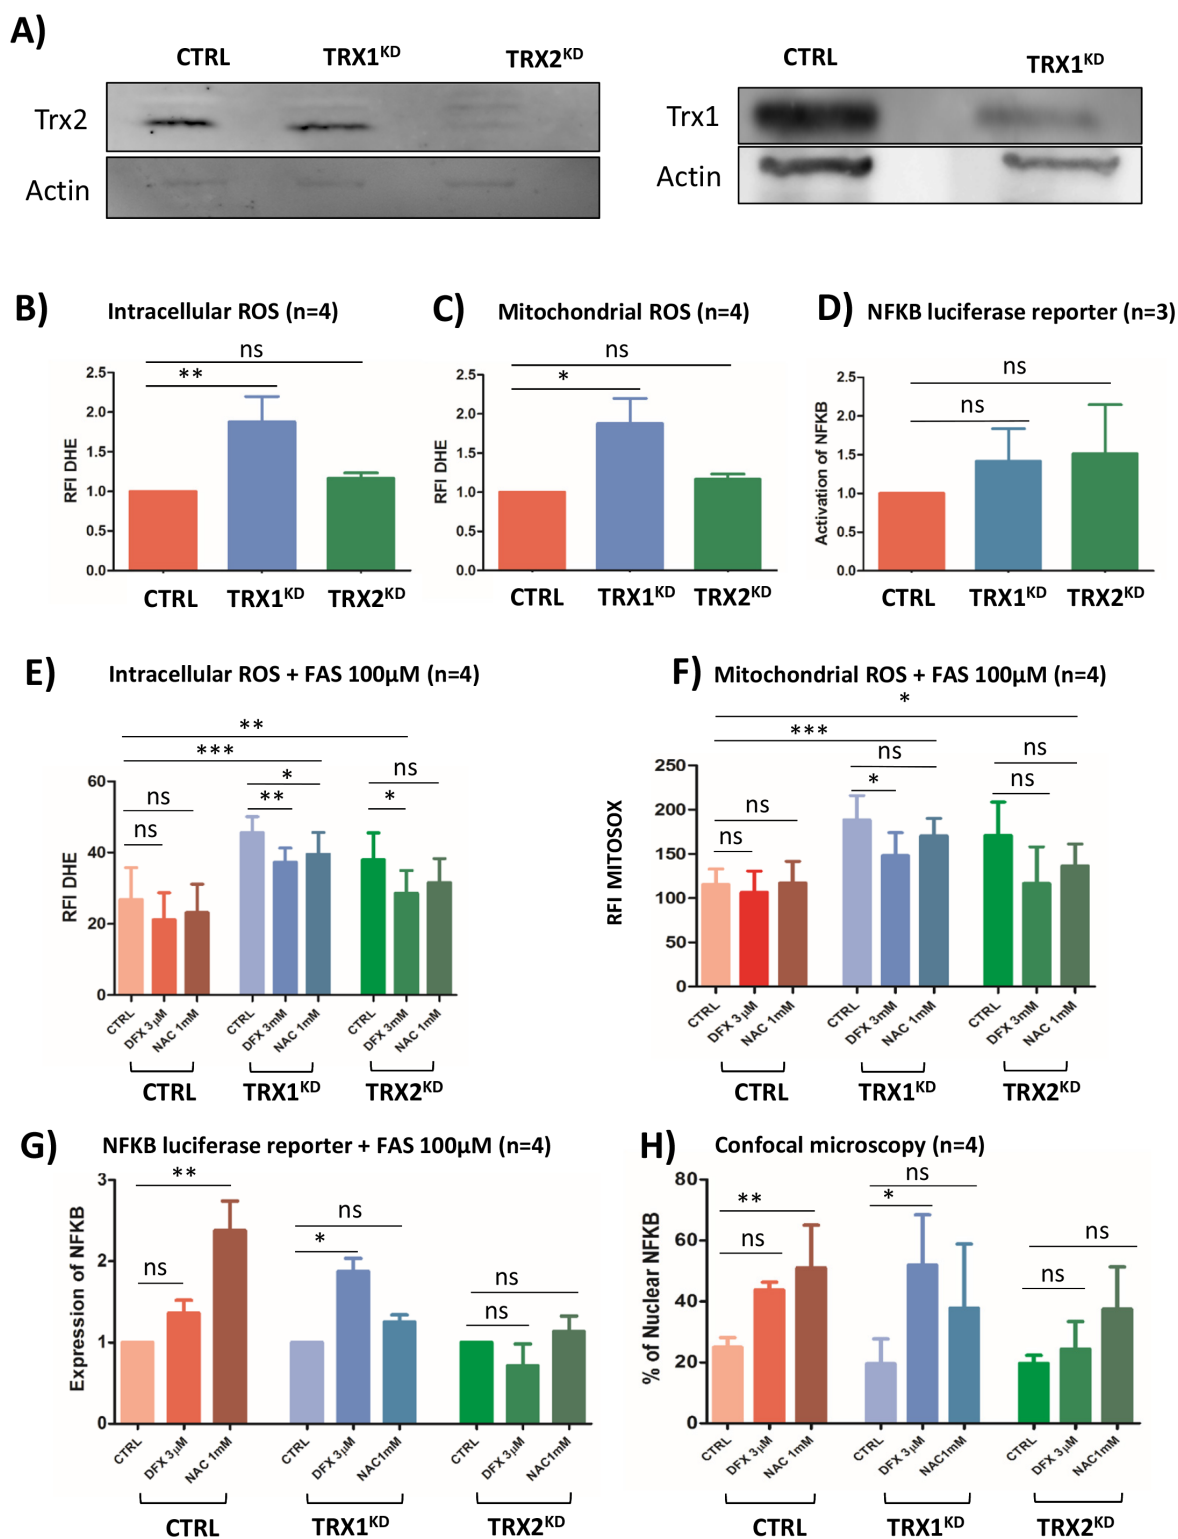 A)
CTRL TRX1KD TRX2KD
Trx2
Actin
CTRL TRX1KD
Trx1
Actin
B) Intracellular ROS (n=4)
ns
**
2.5
2.0
1.5
1.0
0.5
0.0
RFI DHE
CTRL TRX1KD TRX2KD
C) Mitochondrial ROS (n=4)
ns
*
2.5
2.0
1.5
1.0
0.5
0.0
RFI DHE
CTRL TRX1KD TRX2KD
D) NFKB luciferase reporter (n=3)
ns
ns
2.5
2.0
1.5
1.0
0.5
0.0
Activation of NFKB
CTRL TRX1KD TRX2KD
E) Intracellular ROS + FAS 100μM (n=4)
**
***
* ns
ns ** *
ns
60
40
20
0
RFI DHE
CTRL DFX 3μM NAC 1mM CTRL DFX 3mM NAC 1mM CTRL DFX 3mM NAC 1mM
CTRL TRX1KD TRX2KD
F) Mitochondrial ROS + FAS 100μM (n=4)
*
***
ns ns
* ns
ns
ns
250
200
150
100
50
0
RFI MITOSOX
CTRL DFX 3μM NAC 1mM CTRL DFX 3mM NAC 1mM CTRL DFX 3mM NAC 1mM
CTRL TRX1KD TRX2KD
G) NFKB luciferase reporter + FAS 100μM (n=4)
**
ns
*
ns ns
ns
3
2
1
0
Expression of NFKB
CTRL DFX 3μM NAC 1mM CTRL DFX 3μM NAC 1mM CTRL DFX 3μM NAC1mM
CTRL TRX1KD TRX2KD
H) Confocal microscopy (n=4)
ns
** *
ns ns
ns
80
60
40
20
0
% of Nuclear NFKB
CTRL DFX 3μM NAC 1mM CTRL DFX 3μM NAC1mM CTRL DFX 3μM NAC1mM
CTRL TRX1KD TRX2KD